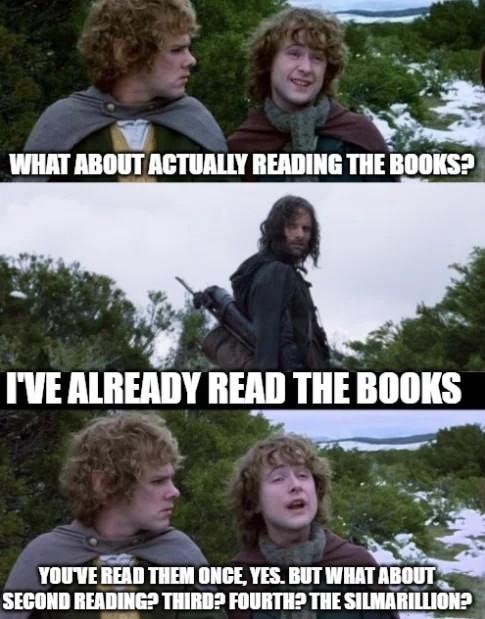 WHAT ABOUT ACTUALLY READING THE BOOKS?
I'VE ALREADY READ THE BOOKS
YOU'VE READ THEM ONCE, YES. BUT WHAT ABOUT
SECOND READING? THIRD? FOURTH? THE SILMARILLION?